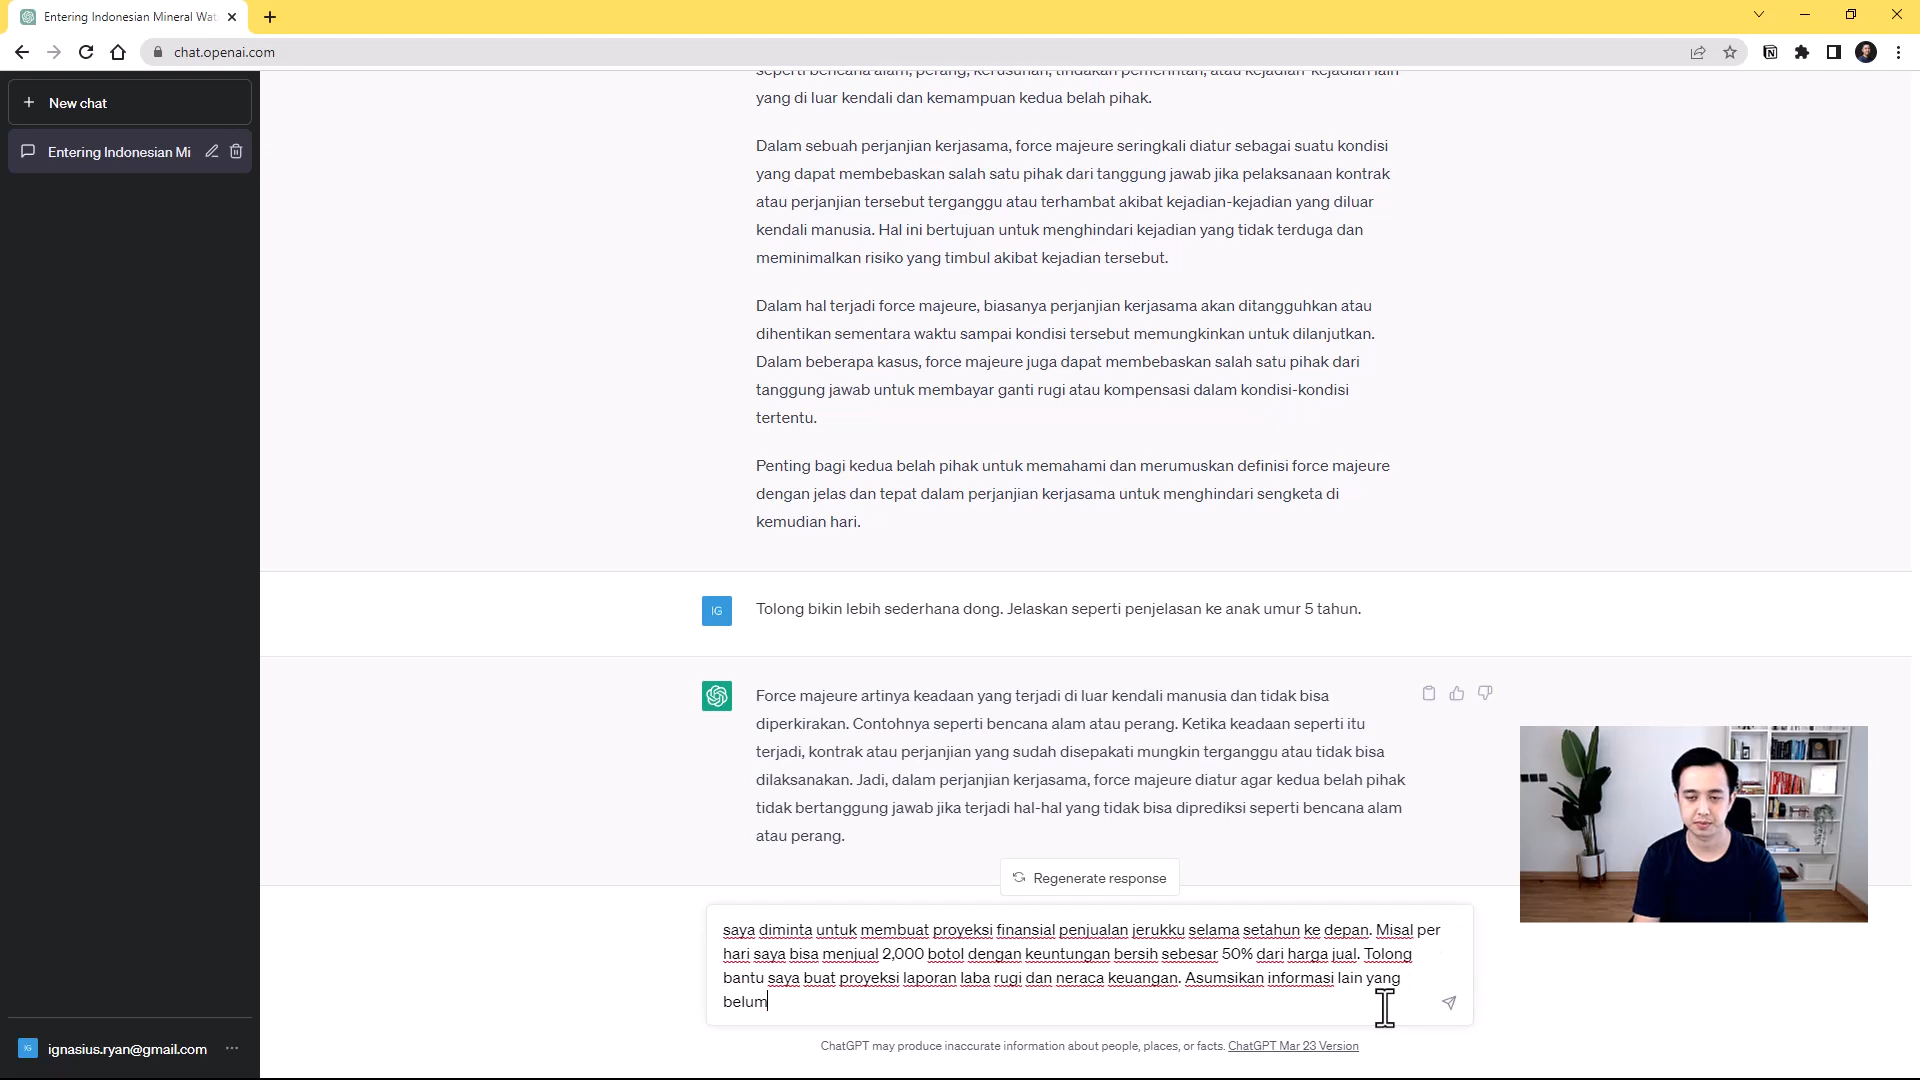 Entering Indonesian Mineral Wat
chat.openai.com
New chat
Entering Indonesian Mi
seperti bencana alam, perang, kerusuhan, tindakan pemerintah, atau kejadian-kejadian lain
yang di luar kendali dan kemampuan kedua belah pihak.
Dalam sebuah perjanjian kerjasama, force majeure seringkali diatur sebagai suatu kondisi
yang dapat membebaskan salah satu pihak dari tanggung jawab jika pelaksanaan kontrak
atau perjanjian tersebut terganggu atau terhambat akibat kejadian-kejadian yang diluar
kendali manusia. Hal ini bertujuan untuk menghindari kejadian yang tidak terduga dan
meminimalkan risiko yang timbul akibat kejadian tersebut.
Dalam hal terjadi force majeure, biasanya perjanjian kerjasama akan ditangguhkan atau
dihentikan sementara waktu sampai kondisi tersebut memungkinkan untuk dilanjutkan.
Dalam beberapa kasus, force majeure juga dapat membebaskan salah satu pihak dari
tanggung jawab untuk membayar ganti rugi atau kompensasi dalam kondisi-kondisi
tertentu.
Penting bagi kedua belah pihak untuk memahami dan merumuskan definisi force majeure
dengan jelas dan tepat dalam perjanjian kerjasama untuk menghindari sengketa di
kemudian hari.
IG
Tolong bikin lebih sederhana dong. Jelaskan seperti penjelasan ke anak umur 5 tahun.
Force majeure artinya keadaan yang terjadi di luar kendali manusia dan tidak bisa
diperkirakan. Contohnya seperti bencana alam atau perang. Ketika keadaan seperti itu
terjadi, kontrak atau perjanjian yang sudah disepakati mungkin terganggu atau tidak bisa
dilaksanakan. Jadi, dalam perjanjian kerjasama, force majeure diatur agar kedua belah pihak
tidak bertanggung jawab jika terjadi hal-hal yang tidak bisa diprediksi seperti bencana alam
atau perang.
Regenerate response
saya diminta untuk membuat proyeksi finansial penjualan jerukku selama setahun ke depan. Misal per
hari saya bisa menjual 2,000 botol dengan keuntungan bersih sebesar 50% dari harga jual. Tolong
bantu saya buat proyeksi laporan laba rugi dan neraca keuangan. Asumsikan informasi lain yang
belum
ChatGPT may produce inaccurate information about people, places, or facts. ChatGPT Mar 23 Version
IG
ignasius.ryan@gmail.com